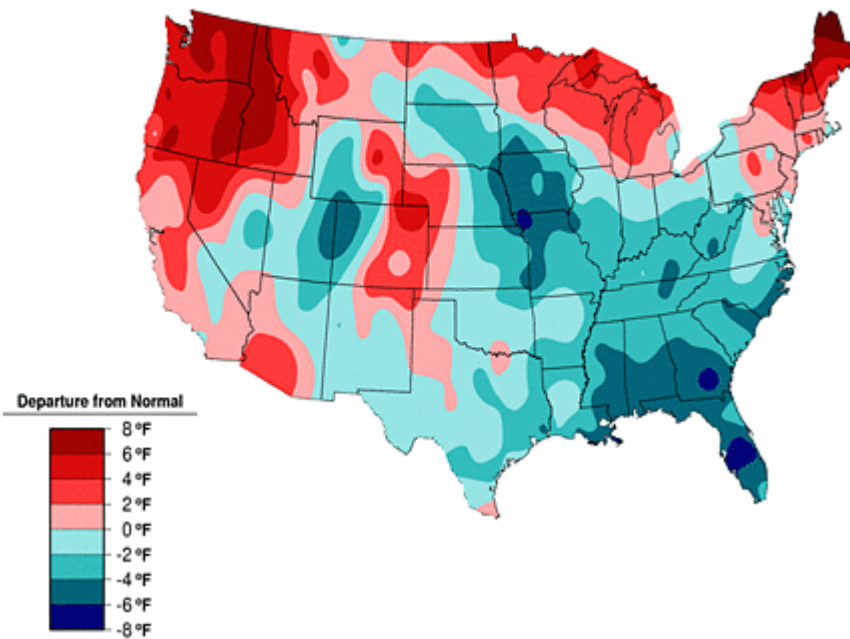 Departure from Normal
8 °F
6 °F
4 °F
2 °F
0 °F
-2 °F
-4 °F
-6 °F
-8 °F